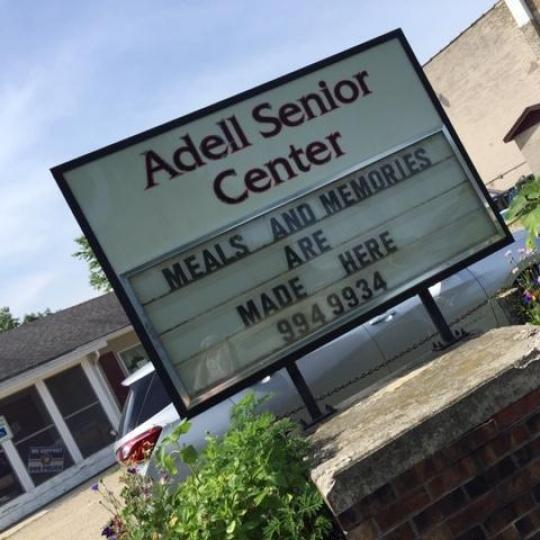 Adell Senior
Center
MEALS AND MEMORIES
ARE
MADE HERE
994 9934